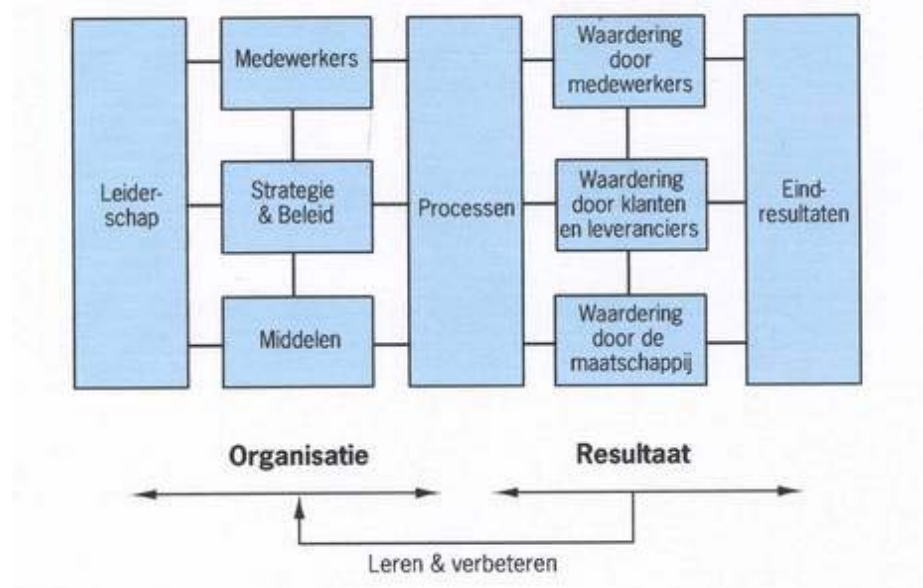 Leider-
schap
Medewerkers
Strategie
& Beleid
Middelen
Processen
Waardering
door
medewerkers
Waardering
door klanten
en leveranciers
Waardering
door de
maatschappij
Eind-
resultaten
Organisatie
Resultaat
Leren & verbeteren